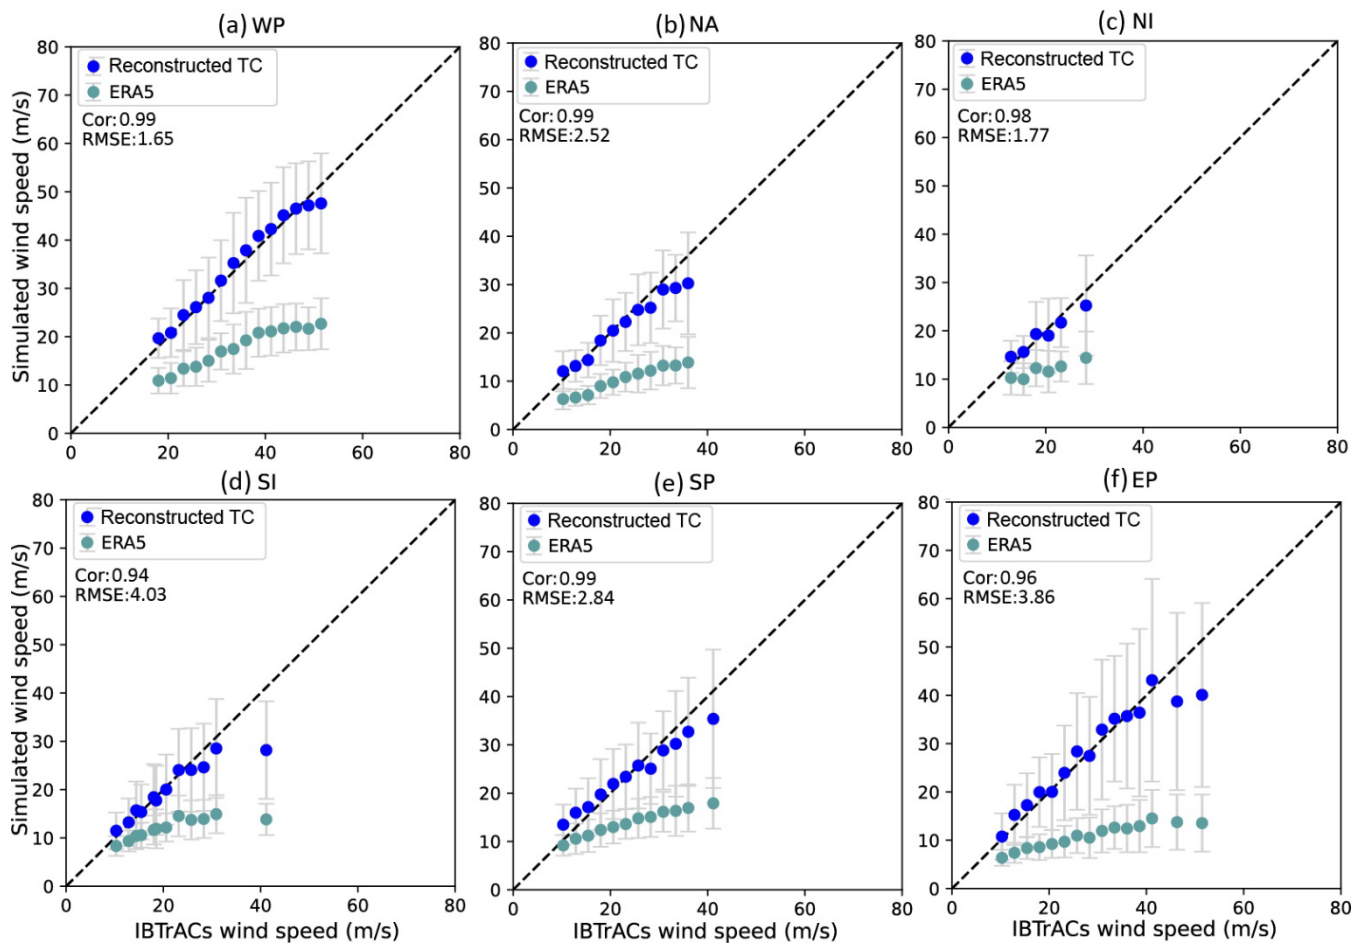 (a) WP
Simulated wind speed (m/s)
80
70
60
50
40
30
20
10
0
Reconstructed TC
ERA5
Cor:0.99
RMSE:1.65
0 20 40 60 80
(b) NA
80
70
60
50
40
30
20
10
0
Reconstructed TC
ERA5
Cor:0.99
RMSE:2.52
0 20 40 60 80
(c) NI
80
70
60
50
40
30
20
10
0
Reconstructed TC
ERA5
Cor:0.98
RMSE:1.77
0 20 40 60 80
(d) SI
Simulated wind speed (m/s)
80
70
60
50
40
30
20
10
0
Reconstructed TC
ERA5
Cor:0.94
RMSE:4.03
0 20 40 60 80
IBTrACs wind speed (m/s)
(e) SP
80
70
60
50
40
30
20
10
0
Reconstructed TC
ERA5
Cor:0.99
RMSE:2.84
0 20 40 60 80
IBTrACs wind speed (m/s)
(f) EP
80
70
60
50
40
30
20
10
0
Reconstructed TC
ERA5
Cor:0.96
RMSE:3.86
0 20 40 60 80
IBTrACs wind speed (m/s)